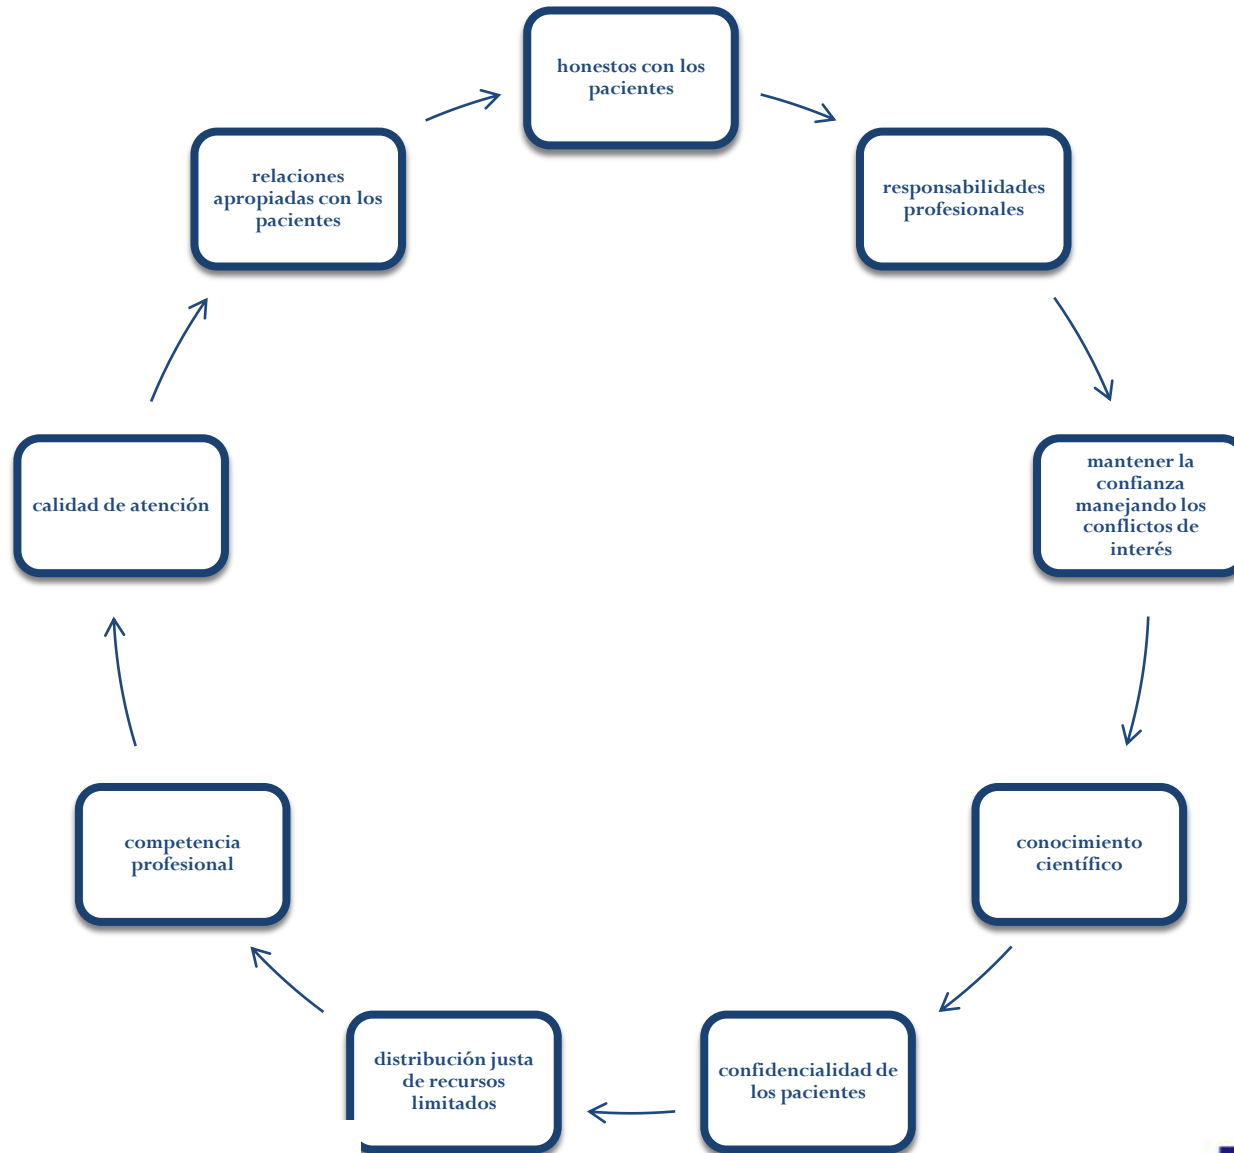 honestos con los
pacientes
responsabilidades
profesionales
mantener la
confianza
manejando los
conflictos de
interés
conocimiento
científico
confidencialidad de
los pacientes
distribución justa
de recursos
limitados
competencia
profesional
calidad de atención
relaciones
apropiadas con los
pacientes